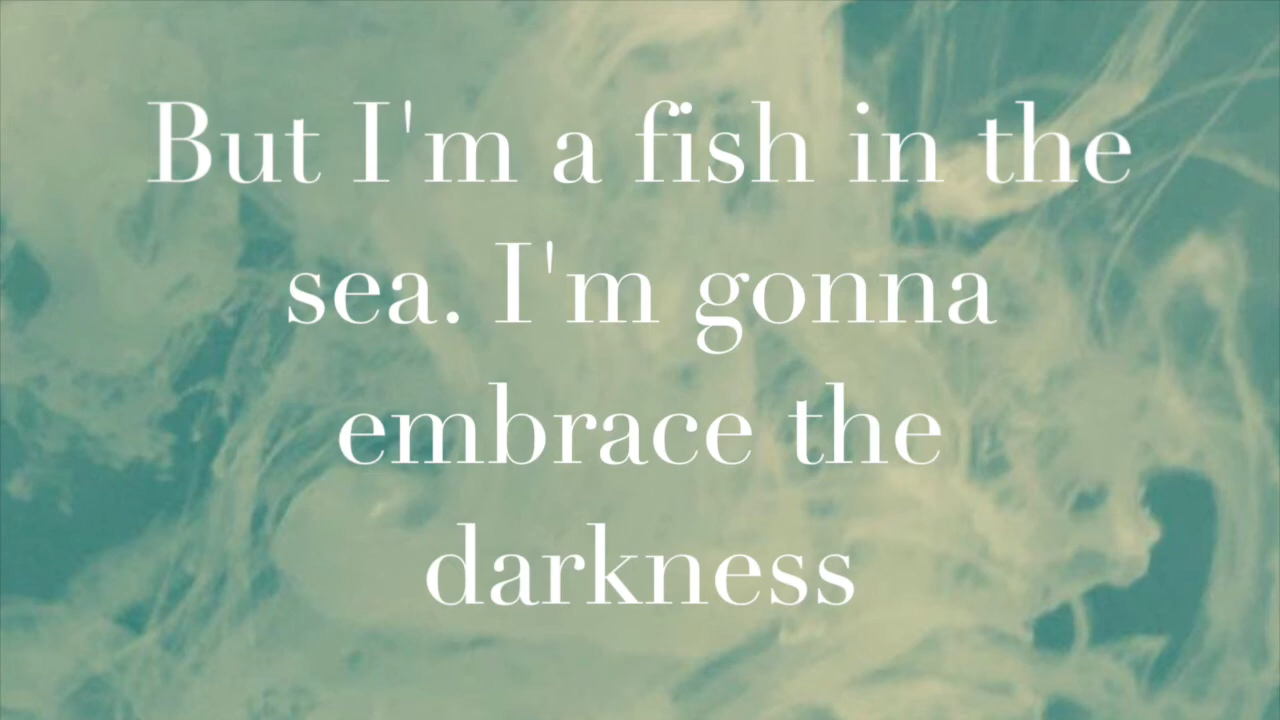 But I'm a fish in the
sea. I'm gonna
embrace the
darkness